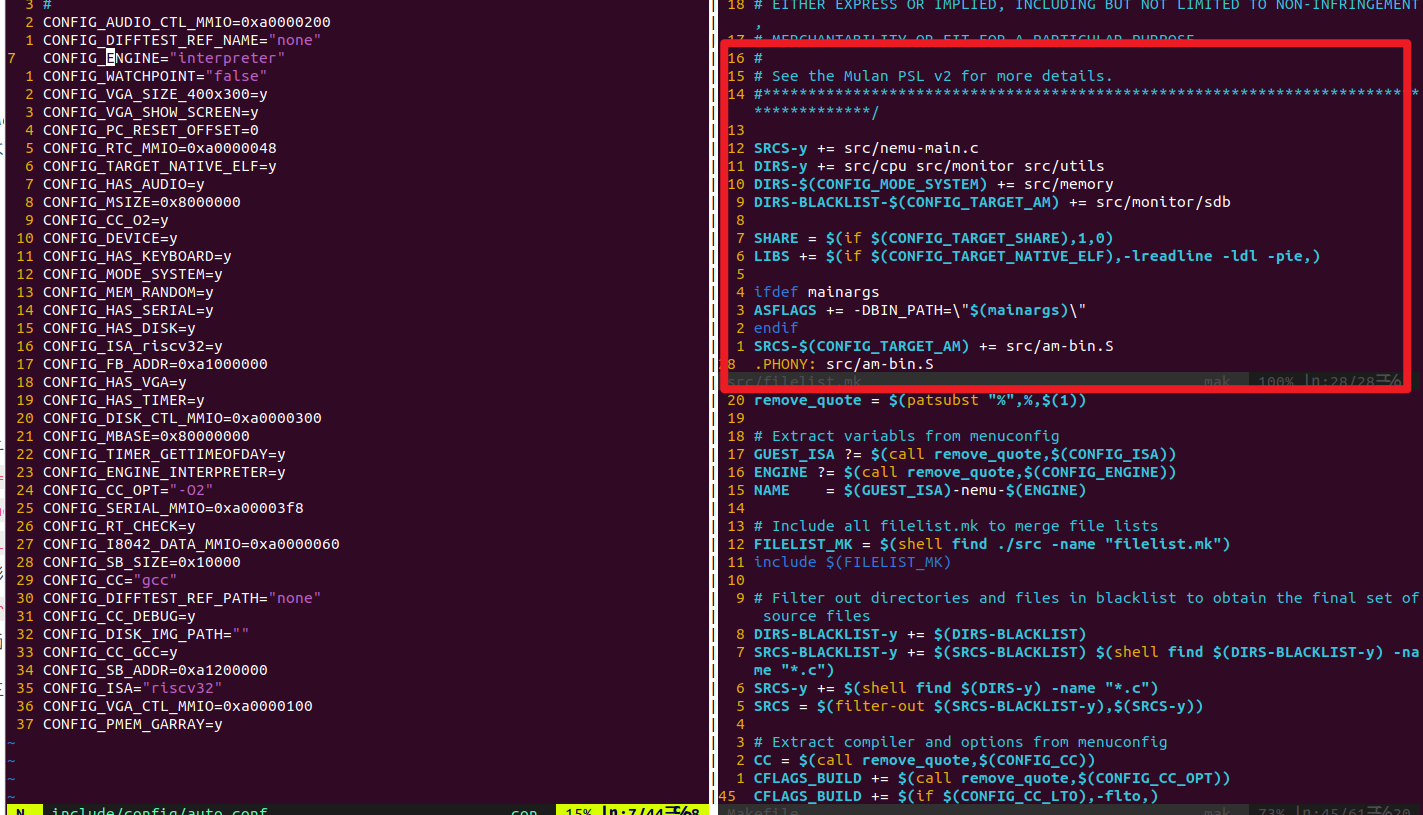 3 #
2 CONFIG_AUDIO_CTL_MMIO=0xa0000200
1 CONFIG_DIFFTEST_REF_NAME="none"
7 CONFIG_ENGINE="interpreter"
1 CONFIG_WATCHPOINT="false"
2 CONFIG_VGA_SIZE_400x300=y
3 CONFIG_VGA_SHOW_SCREEN=y
4 CONFIG_PC_RESET_OFFSET=0
5 CONFIG_RTC_MMIO=0xa0000048
6 CONFIG_TARGET_NATIVE_ELF=y
7 CONFIG_HAS_AUDIO=y
8 CONFIG_MSIZE=0x8000000
9 CONFIG_CC_O2=y
10 CONFIG_DEVICE=y
11 CONFIG_HAS_KEYBOARD=y
12 CONFIG_MODE_SYSTEM=y
13 CONFIG_MEM_RANDOM=y
14 CONFIG_HAS_SERIAL=y
15 CONFIG_HAS_DISK=y
16 CONFIG_ISA_riscv32=y
17 CONFIG_FB_ADDR=0xa1000000
18 CONFIG_HAS_VGA=y
19 CONFIG_HAS_TIMER=y
20 CONFIG_DISK_CTL_MMIO=0xa0000300
21 CONFIG_MBASE=0x80000000
22 CONFIG_TIMER_GETTIMEOFDAY=y
23 CONFIG_ENGINE_INTERPRETER=y
24 CONFIG_CC_OPT="-O2"
25 CONFIG_SERIAL_MMIO=0xa00003f8
26 CONFIG_RT_CHECK=y
27 CONFIG_I8042_DATA_MMIO=0xa0000060
28 CONFIG_SB_SIZE=0x10000
29 CONFIG_CC="gcc"
30 CONFIG_DIFFTEST_REF_PATH="none"
31 CONFIG_CC_DEBUG=y
32 CONFIG_DISK_IMG_PATH=""
33 CONFIG_CC_GCC=y
34 CONFIG_SB_ADDR=0xa1200000
35 CONFIG_ISA="riscv32"
36 CONFIG_VGA_CTL_MMIO=0xa0000100
37 CONFIG_PMEM_GARRAY=y
~
~
~
~
N include/config/auto.conf con 15% ln:7/44
18 # EITHER EXPRESS OR IMPLIED, INCLUDING BUT NOT LIMITED TO NON-INFRINGEMENT
,
17 # MERCHANTABILITY OR FIT FOR A PARTICULAR PURPOSE
16 #
15 # See the Mulan PSL v2 for more details.
14 #*************************************************************************
*************/
13
12 SRCS-y += src/nemu-main.c
11 DIRS-y += src/cpu src/monitor src/utils
10 DIRS-$(CONFIG_MODE_SYSTEM) += src/memory
9 DIRS-BLACKLIST-$(CONFIG_TARGET_AM) += src/monitor/sdb
8
7 SHARE = $(if $(CONFIG_TARGET_SHARE),1,0)
6 LIBS += $(if $(CONFIG_TARGET_NATIVE_ELF),-lreadline -ldl -pie,)
5
4 ifdef mainargs
3 ASFLAGS += -DBIN_PATH=\"$(mainargs)\"
2 endif
1 SRCS-$(CONFIG_TARGET_AM) += src/am-bin.S
28 .PHONY: src/am-bin.S
src/filelist.mk mak 100% ln:28/28
20 remove_quote = $(patsubst "%",%,$(1))
19
18 # Extract variabls from menuconfig
17 GUEST_ISA ?= $(call remove_quote,$(CONFIG_ISA))
16 ENGINE ?= $(call remove_quote,$(CONFIG_ENGINE))
15 NAME    = $(GUEST_ISA)-nemu-$(ENGINE)
14
13 # Include all filelist.mk to merge file lists
12 FILELIST_MK = $(shell find ./src -name "filelist.mk")
11 include $(FILELIST_MK)
10
9 # Filter out directories and files in blacklist to obtain the final set of
source files
8 DIRS-BLACKLIST-y += $(DIRS-BLACKLIST)
7 SRCS-BLACKLIST-y += $(SRCS-BLACKLIST) $(shell find $(DIRS-BLACKLIST-y) -na
me "*.c")
6 SRCS-y += $(shell find $(DIRS-y) -name "*.c")
5 SRCS = $(filter-out $(SRCS-BLACKLIST-y),$(SRCS-y))
4
3 # Extract compiler and options from menuconfig
2 CC = $(call remove_quote,$(CONFIG_CC))
1 CFLAGS_BUILD += $(call remove_quote,$(CONFIG_CC_OPT))
45 CFLAGS_BUILD += $(if $(CONFIG_CC_LTO),-flto,)
Makefile mak 73% ln:45/61